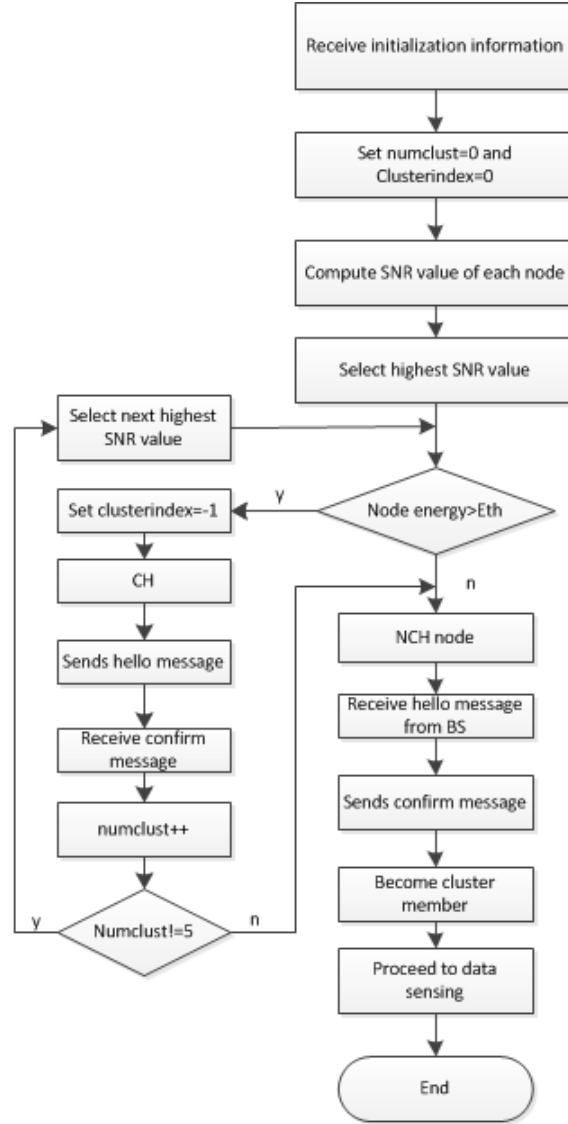 Receive initialization information
Set numclust=0 and
Clusterindex=0
Compute SNR value of each node
Select highest SNR value
Select next highest
SNR value
y
Node energy>Eth
Set clusterindex=-1
n
CH
NCH node
Sends hello message
Receive hello message
from BS
Receive confirm
message
Sends confirm message
numclust++
Become cluster
member
y
Numclust!=5
n
Proceed to data
sensing
End